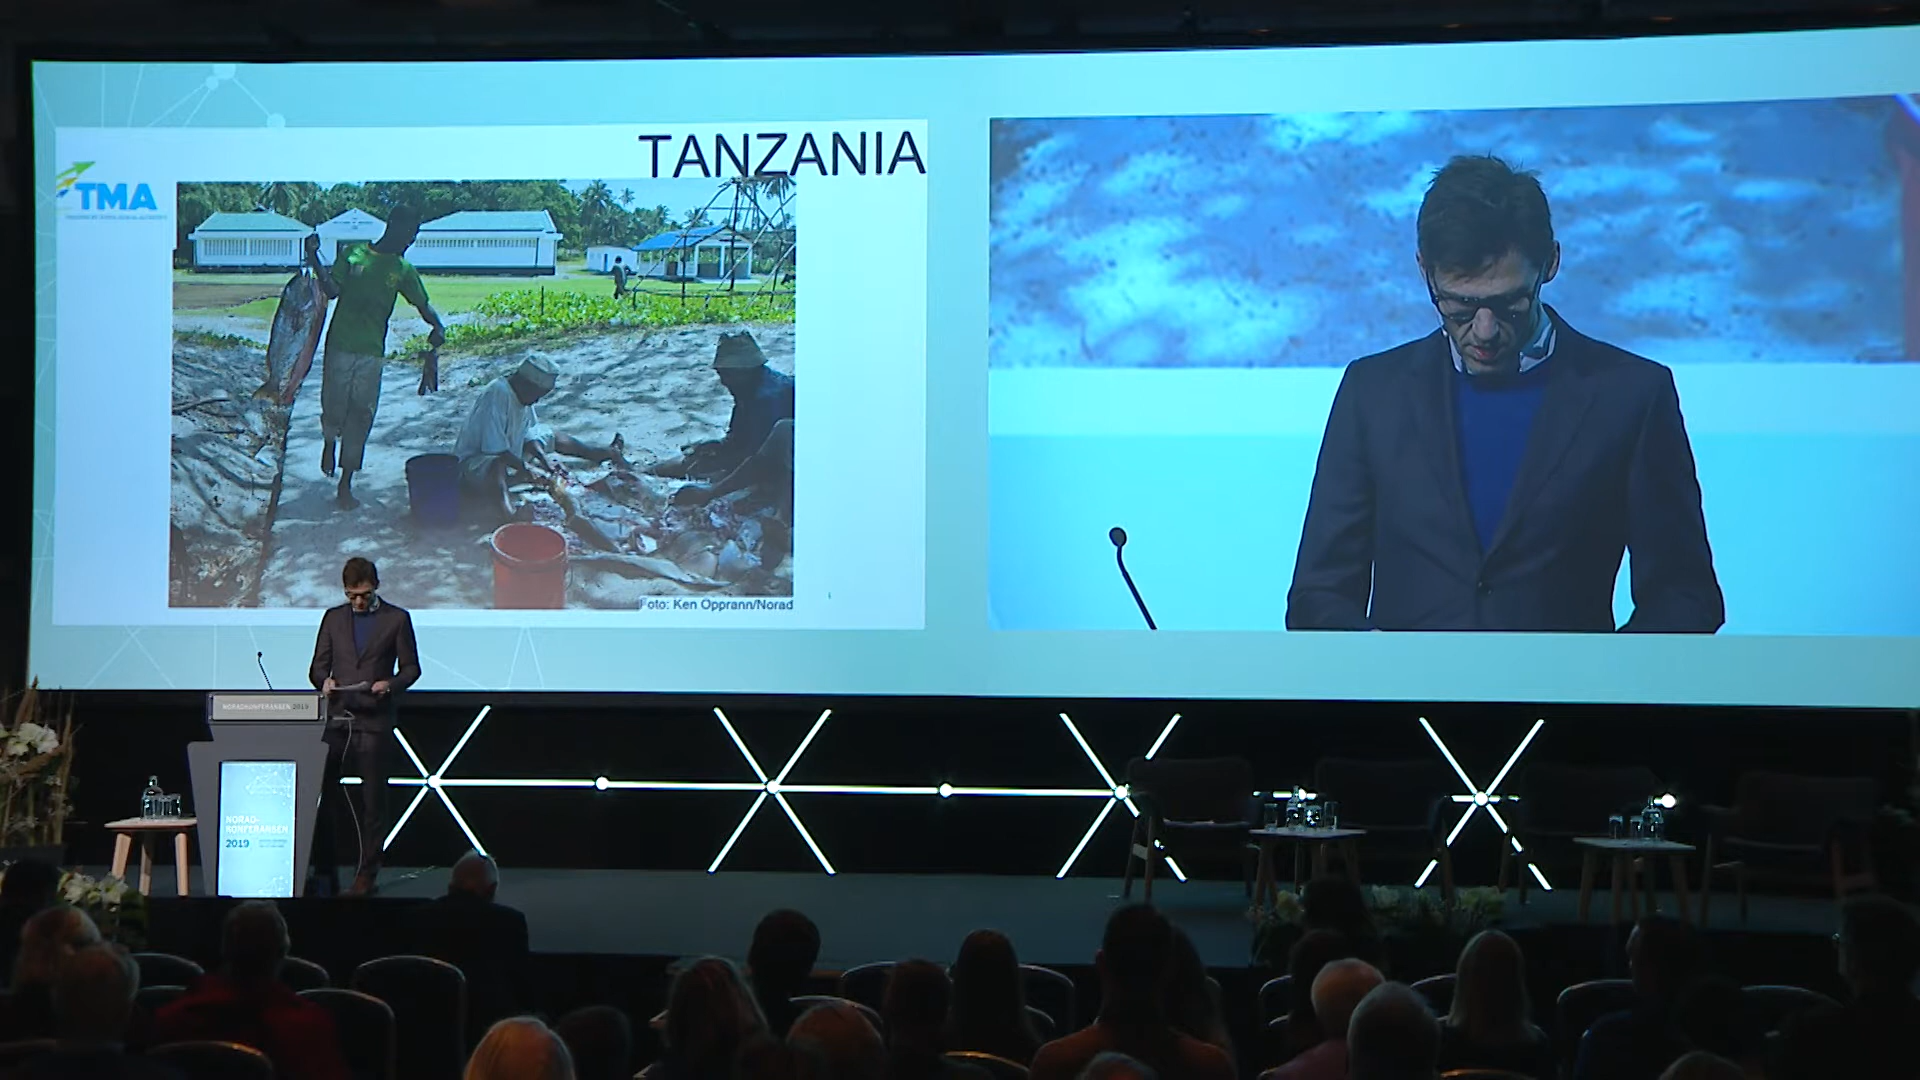 TANZANIA
TMA
Foto: Ken Opprann/Norad
NORADKONFERANSEN 2019
NORAD-
KONFERANSEN
2019